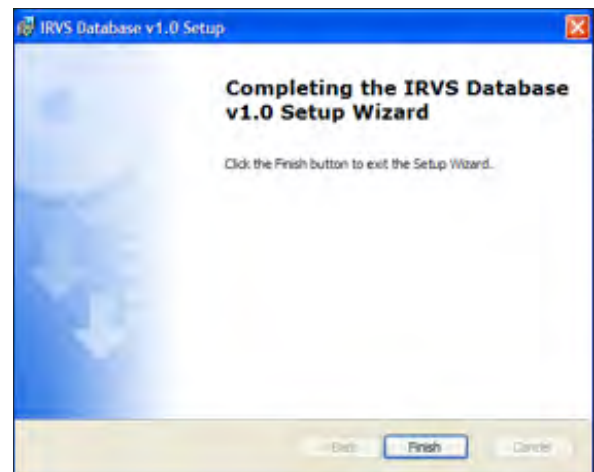 IRVS Database v1.0 Setup
Completing the IRVS Database
v1.0 Setup Wizard
Click the Finish button to exit the Setup Wizard.
Back Finish Cancel